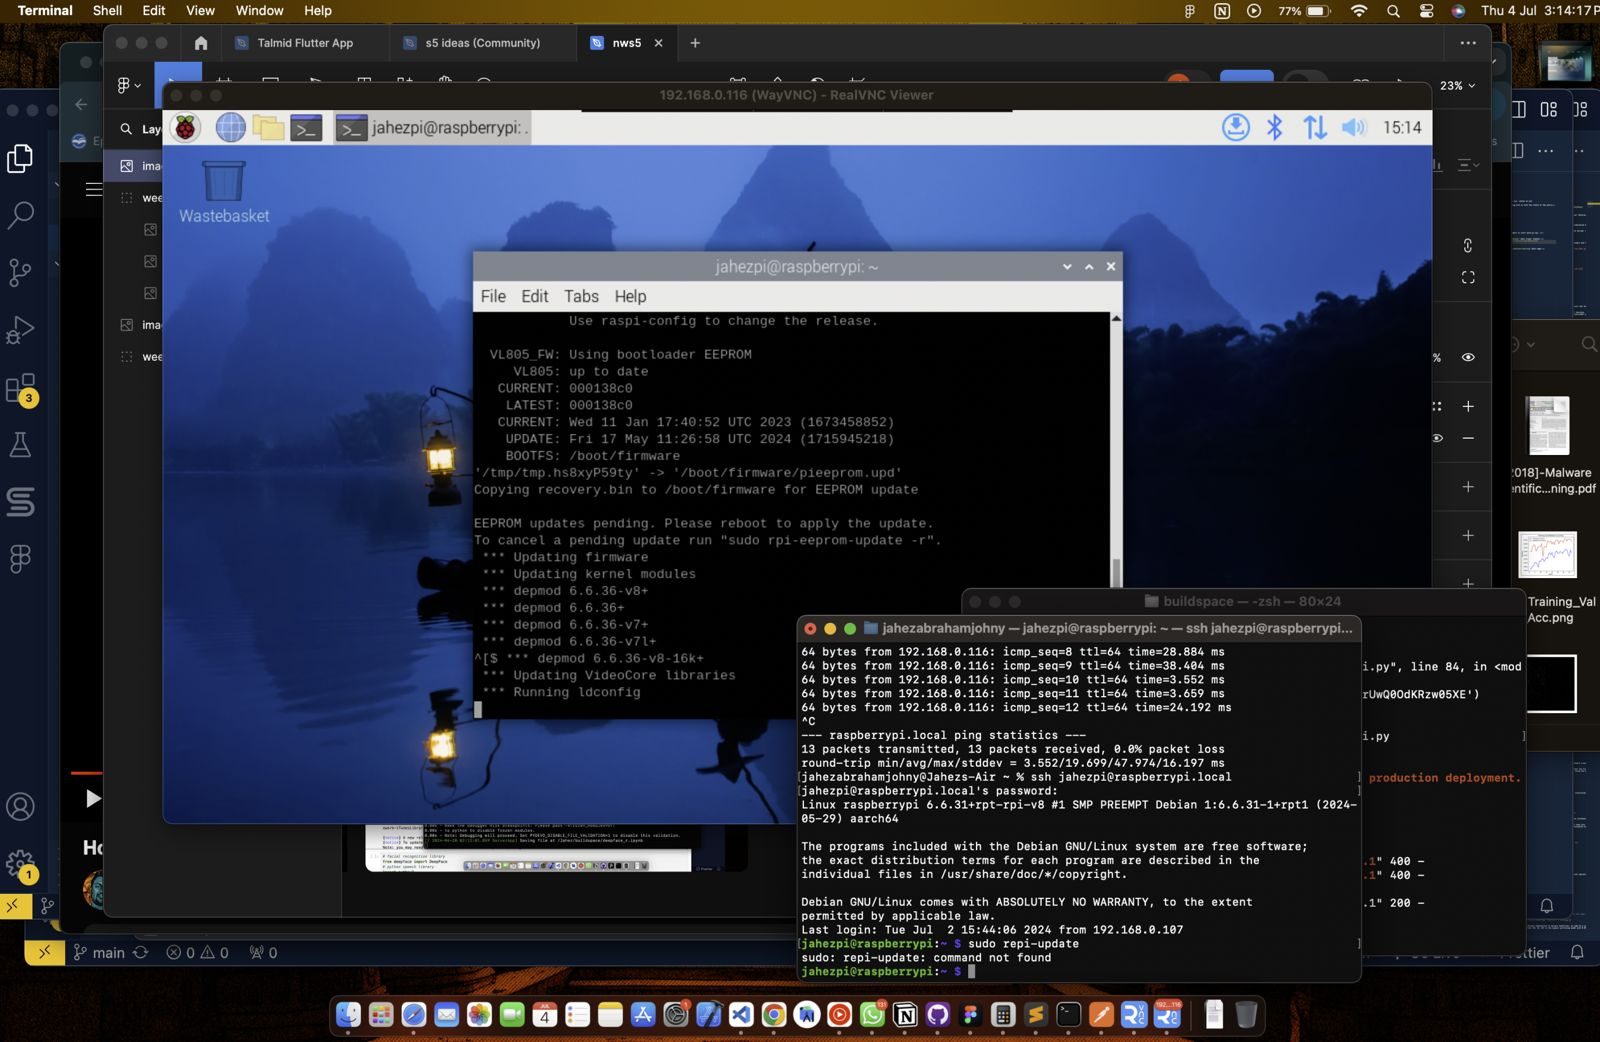 Terminal Shell Edit View Window Help
77% Thu 4 Jul 3:14:17P
Talmid Flutter App
s5 ideas (Community)
nws5
23%
192.168.0.116 (WayVNC) - RealVNC Viewer
jahezpi@raspberrypi: .
15:14
Lay
ima
wee
ima
wee
Wastebasket
jahezpi@raspberrypi: ~
File Edit Tabs Help
Use raspi-config to change the release.
VL805_FW: Using bootloader EEPROM
VL805: up to date
CURRENT: 000138c0
LATEST: 000138c0
CURRENT: Wed 11 Jan 17:40:52 UTC 2023 (1673458852)
UPDATE: Fri 17 May 11:26:58 UTC 2024 (1715945218)
BOOTFS: /boot/firmware
'/tmp/tmp.hs8xyP59ty' -> '/boot/firmware/pieeprom.upd'
Copying recovery.bin to /boot/firmware for EEPROM update
EEPROM updates pending. Please reboot to apply the update.
To cancel a pending update run "sudo rpi-eeprom-update -r".
*** Updating firmware
*** Updating kernel modules
*** depmod 6.6.36-v8+
*** depmod 6.6.36+
*** depmod 6.6.36-v7+
*** depmod 6.6.36-v7l+
^[$ *** depmod 6.6.36-v8-16k+
*** Updating VideoCore libraries
*** Running ldconfig
buildspace — -zsh — 80×24
jahezabrahamjohny — jahezpi@raspberrypi: ~ — ssh jahezpi@raspberrypi...
64 bytes from 192.168.0.116: icmp_seq=8 ttl=64 time=28.884 ms
64 bytes from 192.168.0.116: icmp_seq=9 ttl=64 time=38.404 ms
64 bytes from 192.168.0.116: icmp_seq=10 ttl=64 time=3.552 ms
64 bytes from 192.168.0.116: icmp_seq=11 ttl=64 time=3.659 ms
64 bytes from 192.168.0.116: icmp_seq=12 ttl=64 time=24.192 ms
^C
--- raspberrypi.local ping statistics ---
13 packets transmitted, 13 packets received, 0.0% packet loss
round-trip min/avg/max/stddev = 3.552/19.699/47.974/16.197 ms
[jahezabrahamjohny@Jahezs-Air ~ % ssh jahezpi@raspberrypi.local ]
[jahezpi@raspberrypi.local's password: ]
Linux raspberrypi 6.6.31+rpt-rpi-v8 #1 SMP PREEMPT Debian 1:6.6.31-1+rpt1 (2024-
05-29) aarch64
The programs included with the Debian GNU/Linux system are free software;
the exact distribution terms for each program are described in the
individual files in /usr/share/doc/*/copyright.
Debian GNU/Linux comes with ABSOLUTELY NO WARRANTY, to the extent
permitted by applicable law.
Last login: Tue Jul  2 15:44:06 2024 from 192.168.0.107
[jahezpi@raspberrypi:~ $ sudo repi-update ]
sudo: repi-update: command not found
jahezpi@raspberrypi:~ $
i.py", line 84, in <mod
rUwQ0OdKRzw05XE')
i.py ]
production deployment.
.1" 400 -
.1" 400 -
.1" 200 -
2018]-Malware
entific...ning.pdf
Training_Val
Acc.png
3
1
main
0 0 0
4
131